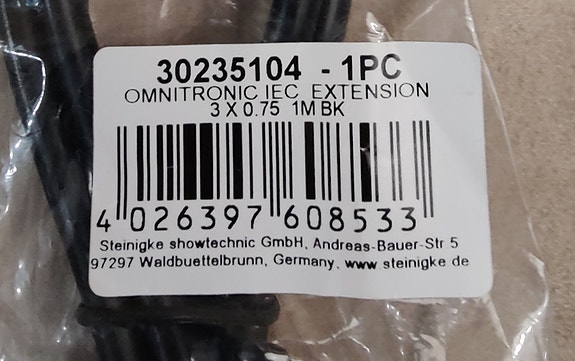 30235104 - 1PC
OMNITRONIC IEC EXTENSION
3 X 0.75 1M BK
4 026397 608533
Steinigke showtechnic GmbH, Andreas-Bauer-Str 5
97297 Waldbuettelbrunn, Germany, www.steinigke.de